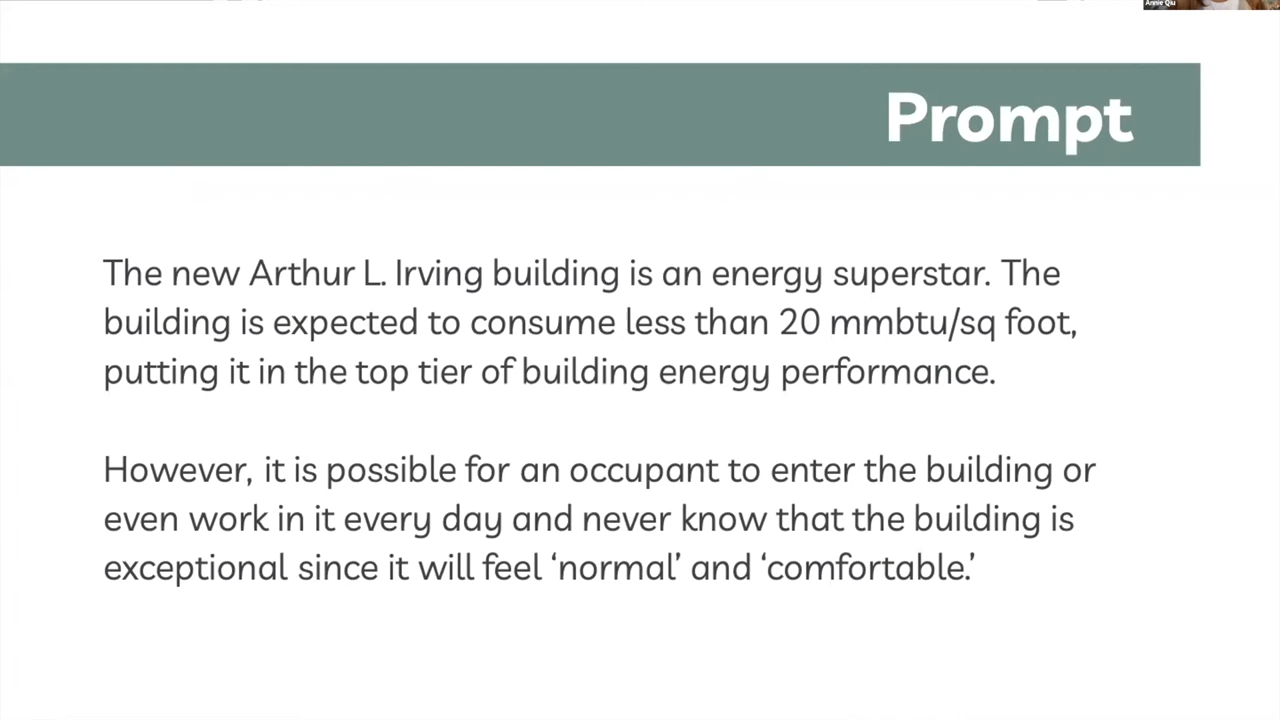 Annie Qiu
Prompt
The new Arthur L. Irving building is an energy superstar. The
building is expected to consume less than 20 mmbtu/sq foot,
putting it in the top tier of building energy performance.
However, it is possible for an occupant to enter the building or
even work in it every day and never know that the building is
exceptional since it will feel ‘normal’ and ‘comfortable.’